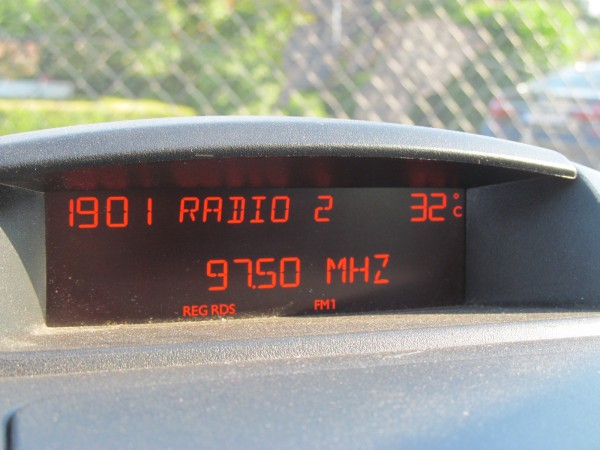 1901 RADIO 2 32°C
97.50 MHZ
REG RDS FM1